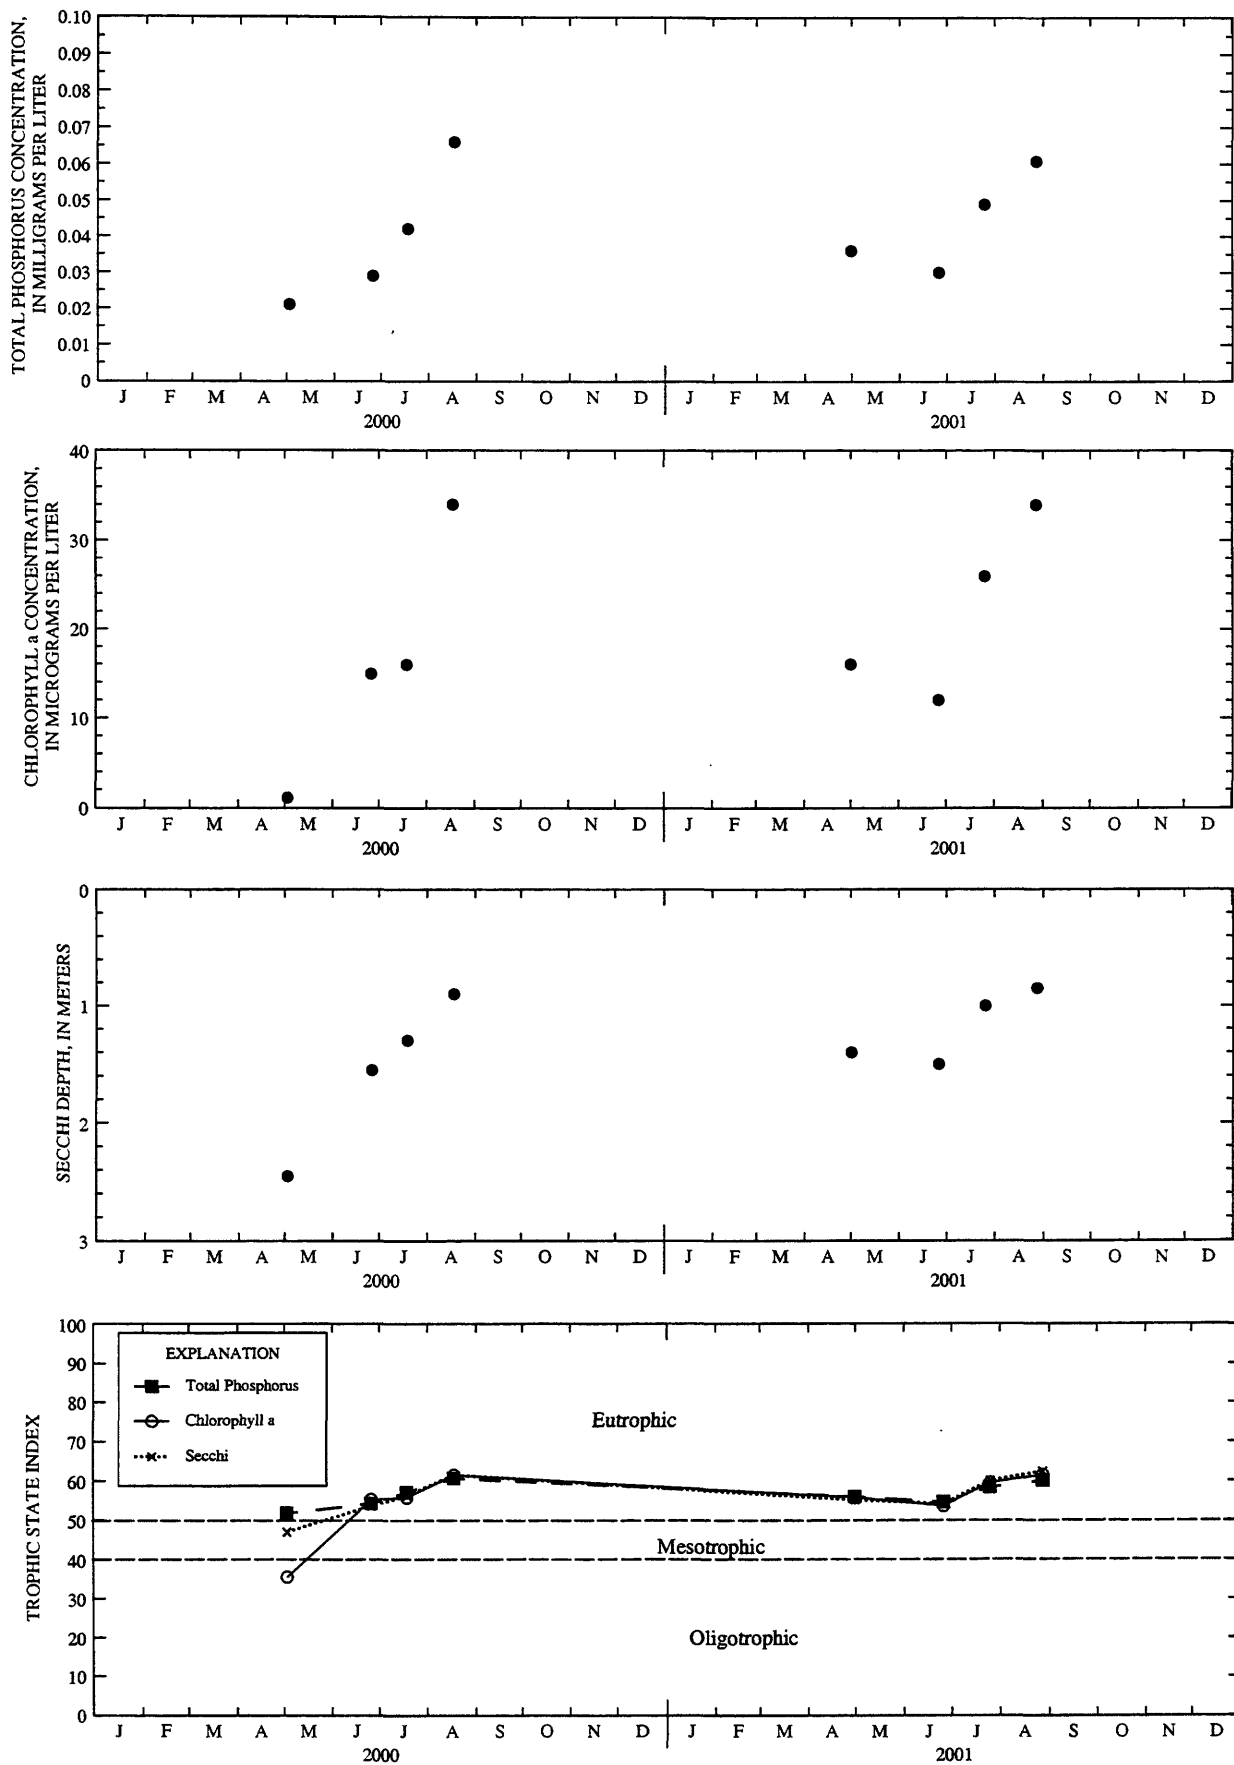 TOTAL PHOSPHORUS CONCENTRATION,
IN MILLIGRAMS PER LITER
0.10
0.09
0.08
0.07
0.06
0.05
0.04
0.03
0.02
0.01
0
J F M A M J J A S O N D J F M A M J J A S O N D
2000 2001
CHLOROPHYLL a CONCENTRATION,
IN MICROGRAMS PER LITER
40
30
20
10
0
J F M A M J J A S O N D J F M A M J J A S O N D
2000 2001
SECCHI DEPTH, IN METERS
0
1
2
3
J F M A M J J A S O N D J F M A M J J A S O N D
2000 2001
TROPHIC STATE INDEX
100
90
80
70
60
50
40
30
20
10
0
EXPLANATION
Total Phosphorus
Chlorophyll a
Secchi
Eutrophic
Mesotrophic
Oligotrophic
J F M A M J J A S O N D J F M A M J J A S O N D
2000 2001